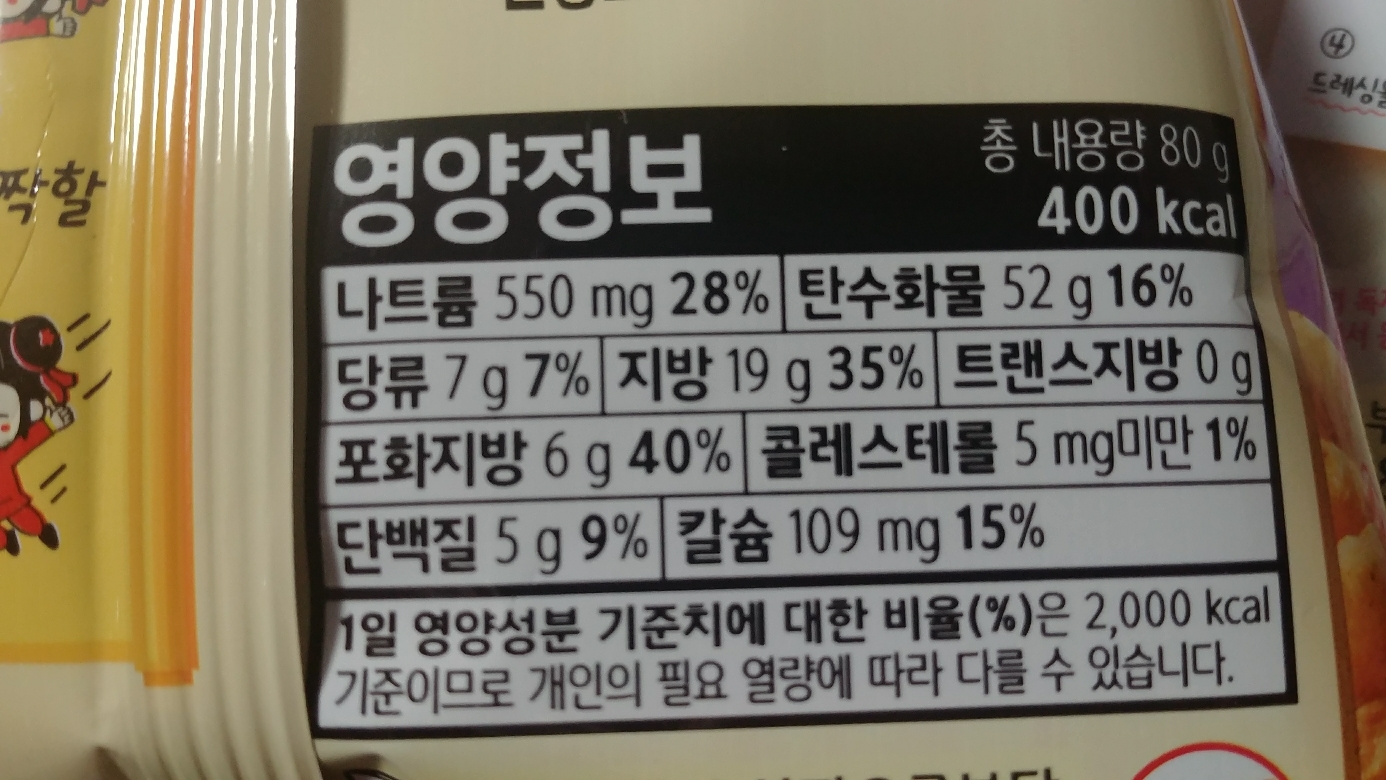 ④
드레싱을
짝할
영양정보
총 내용량 80 g
400 kcal
나트륨 550 mg 28% 탄수화물 52 g 16%
당류 7 g 7% 지방 19 g 35% 트랜스지방 0 g
포화지방 6 g 40% 콜레스테롤 5 mg미만 1%
단백질 5 g 9% 칼슘 109 mg 15%
1일 영양성분 기준치에 대한 비율(%)은 2,000 kcal
기준이므로 개인의 필요 열량에 따라 다를 수 있습니다.